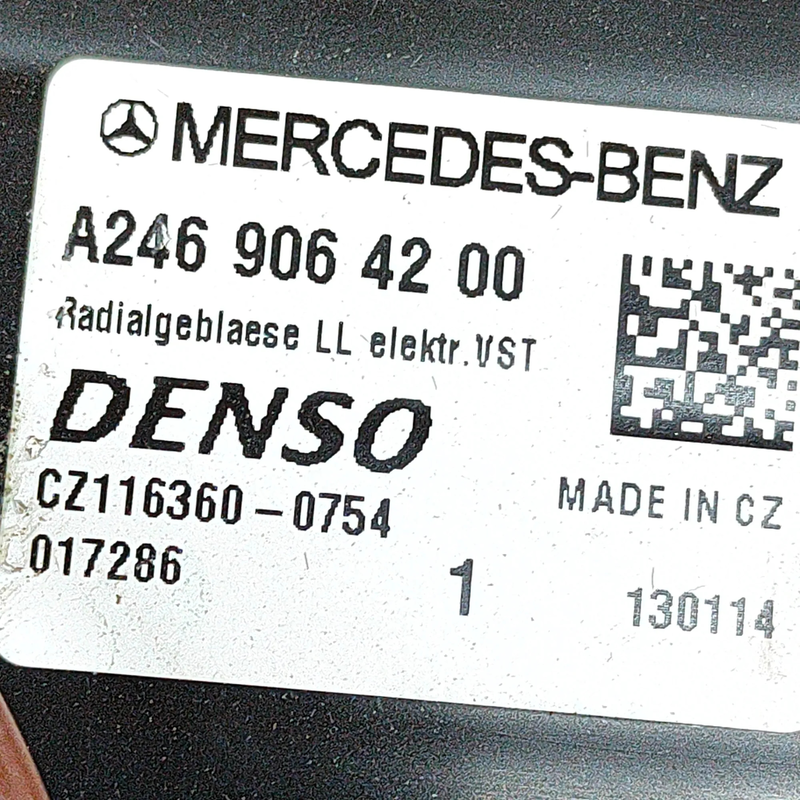 MERCEDES-BENZ
A246 906 42 00
Radialgeblaese LL elektr.VST
DENSO
CZ116360-0754
MADE IN CZ
017286
1
130114